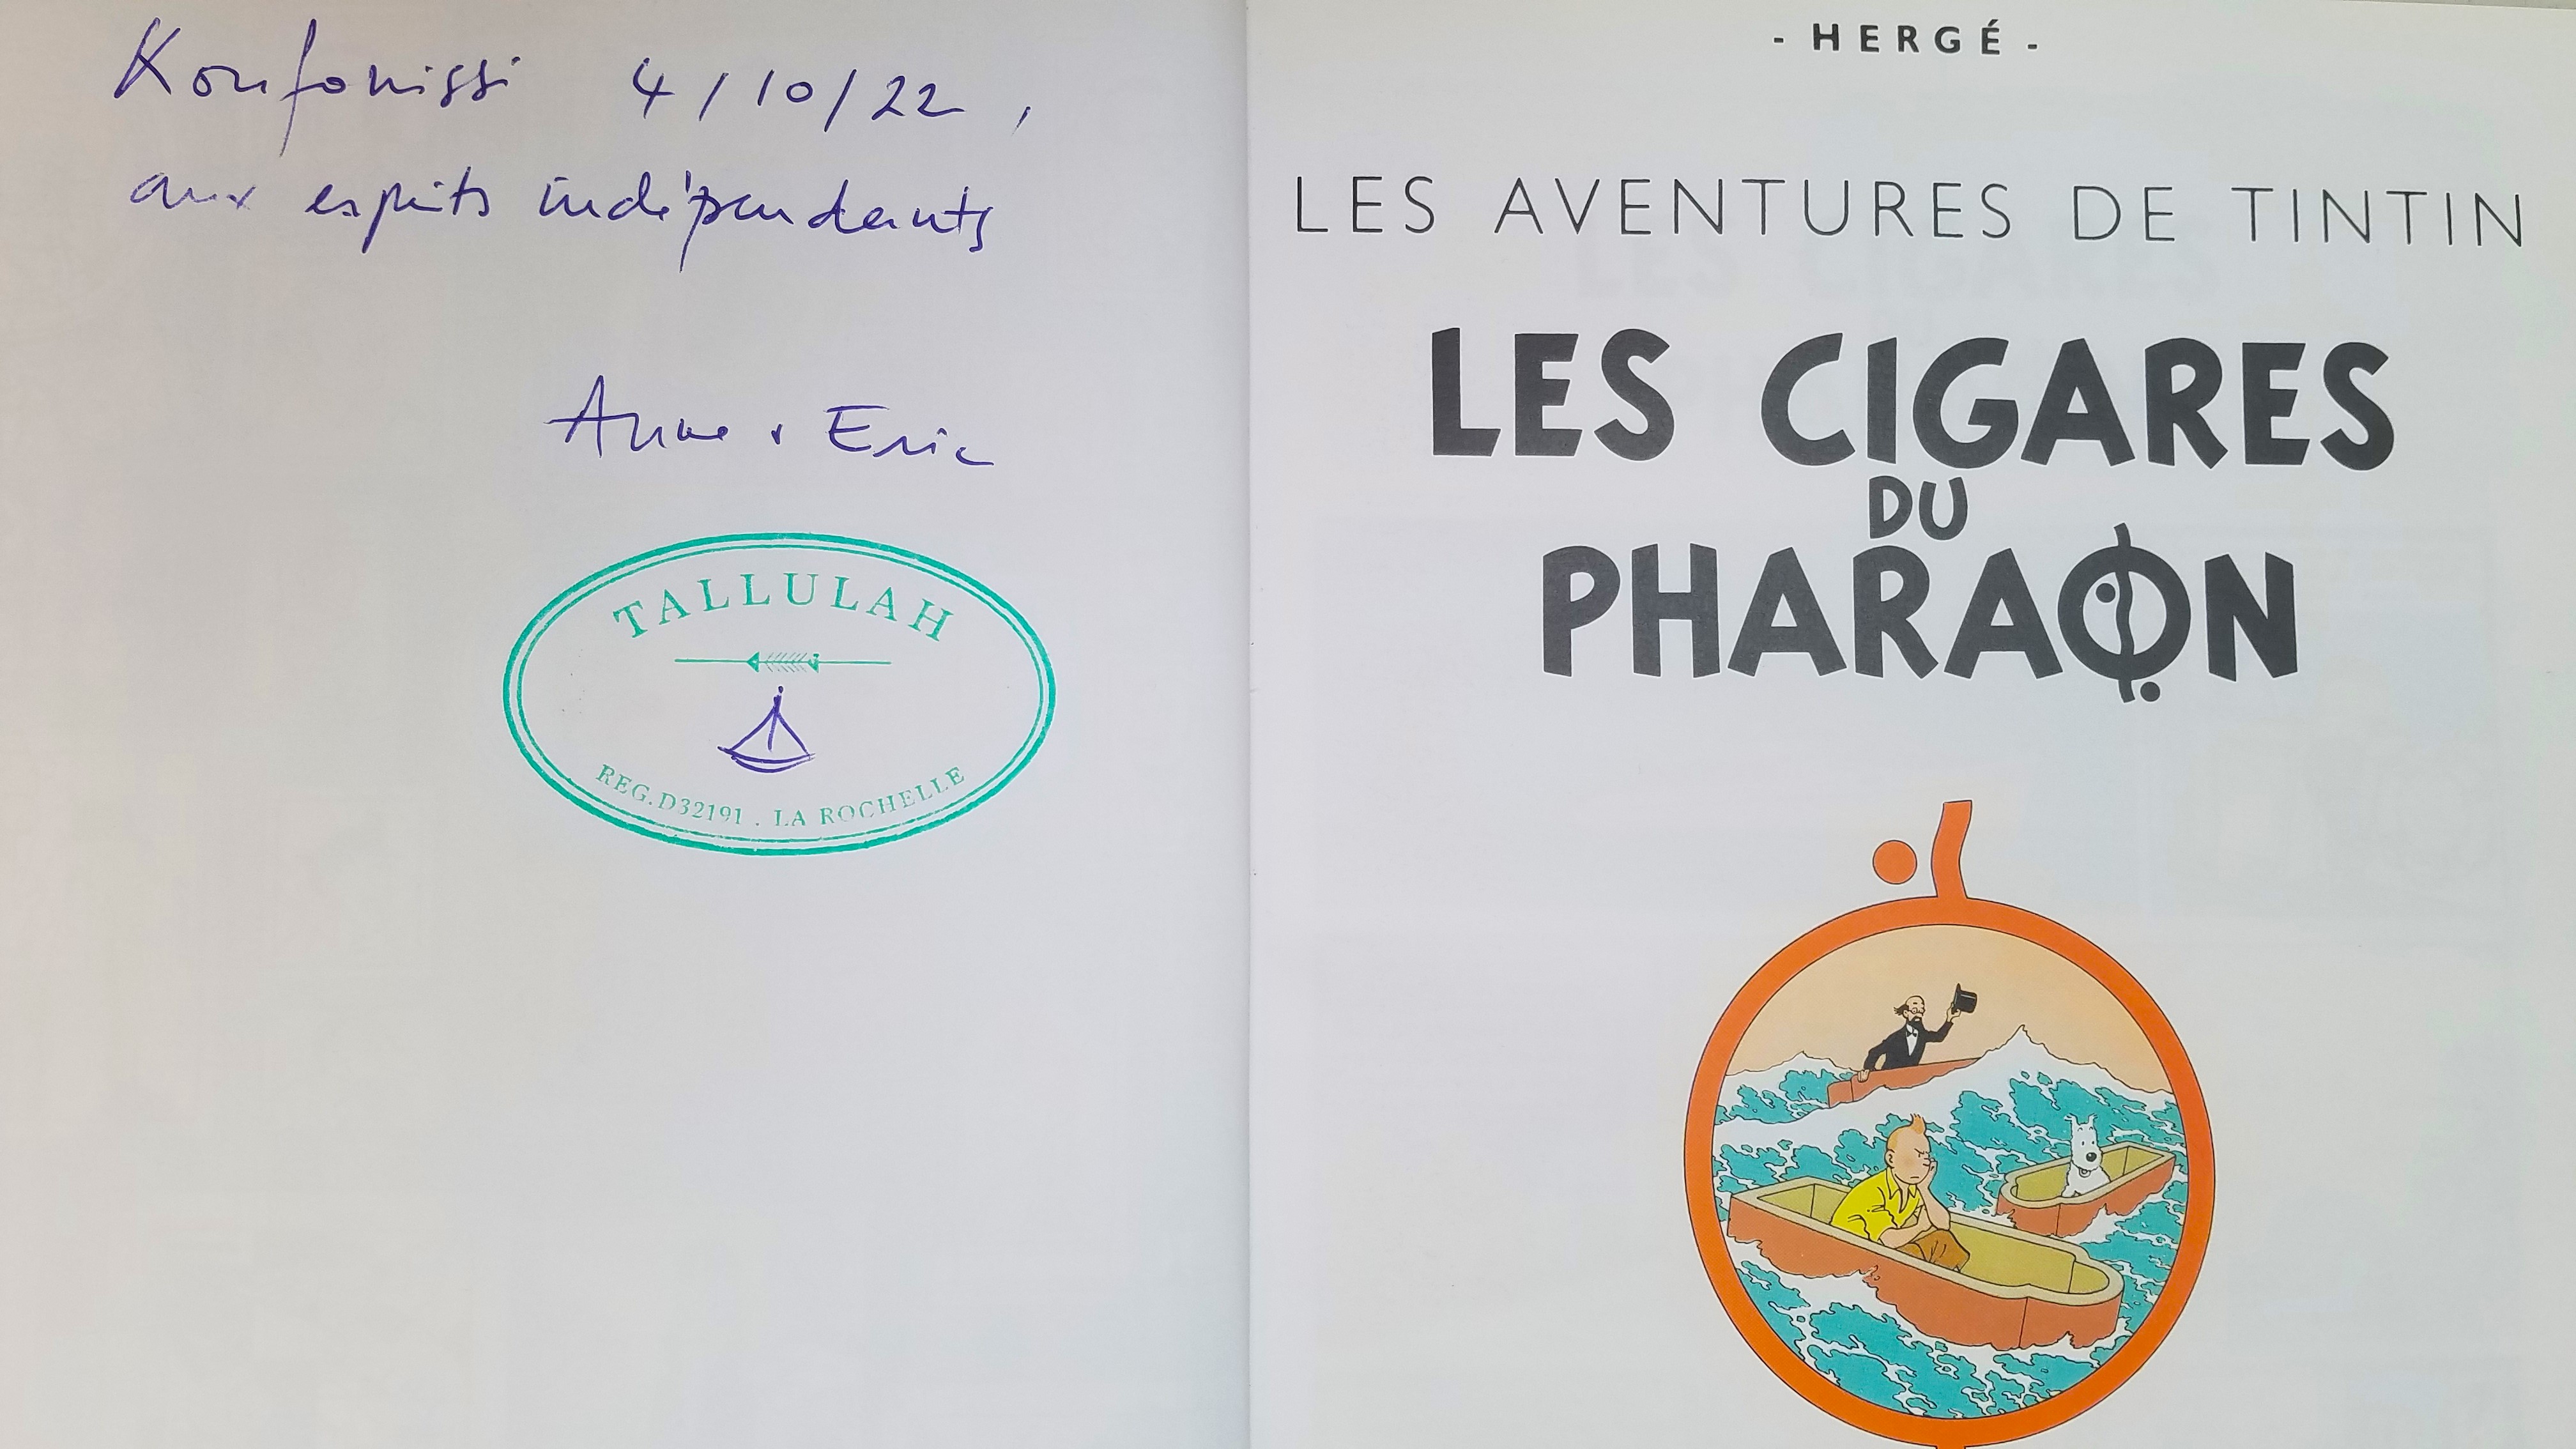 Koufonissi 4/10/22,
aux esprits indépendants
Anne + Eric
TALLULAH
REG.D32191 . LA ROCHELLE
- HERGÉ -
LES AVENTURES DE TINTIN
LES CIGARES
DU
PHARAON